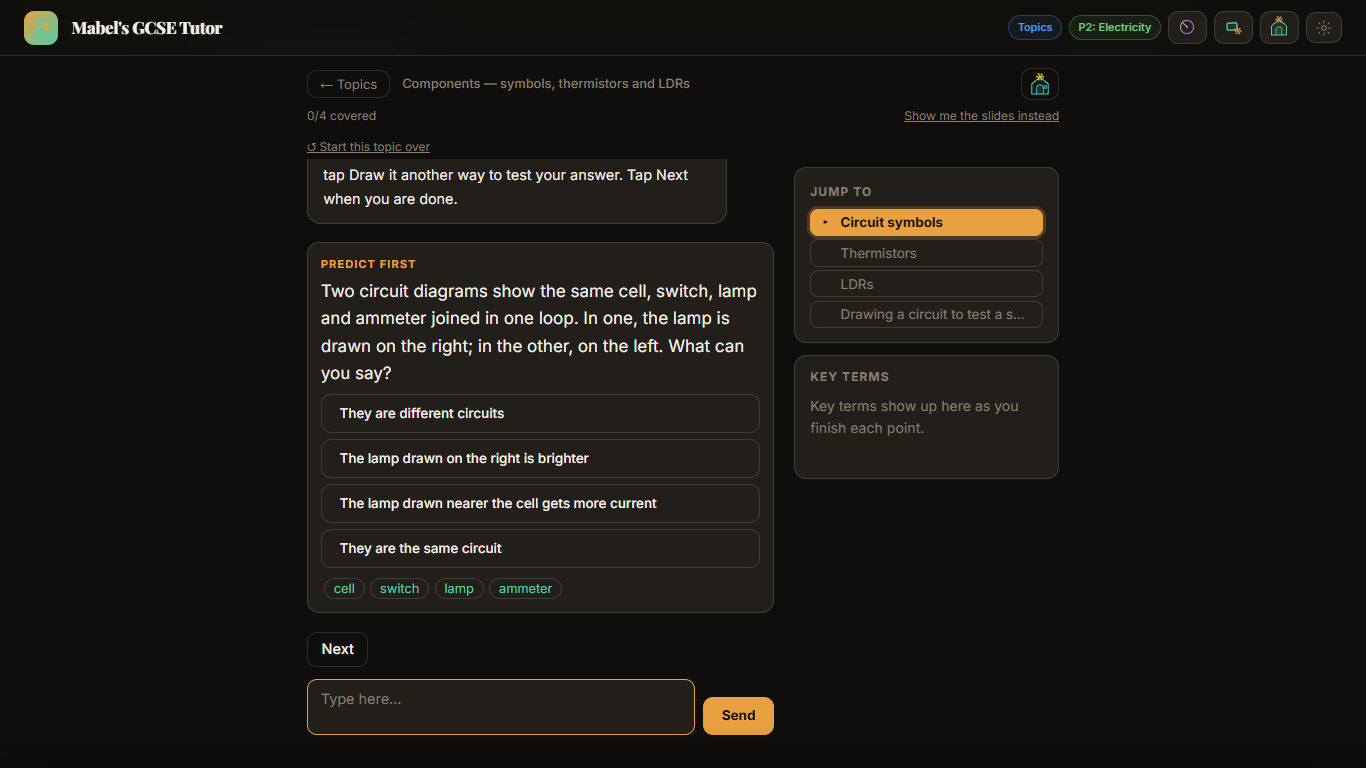 Mabel's GCSE Tutor
Topics
P2: Electricity
← Topics
Components — symbols, thermistors and LDRs
0/4 covered
Show me the slides instead
↺ Start this topic over
tap Draw it another way to test your answer. Tap Next
when you are done.
PREDICT FIRST
Two circuit diagrams show the same cell, switch, lamp
and ammeter joined in one loop. In one, the lamp is
drawn on the right; in the other, on the left. What can
you say?
They are different circuits
The lamp drawn on the right is brighter
The lamp drawn nearer the cell gets more current
They are the same circuit
cell
switch
lamp
ammeter
Next
Type here...
Send
JUMP TO
‣ Circuit symbols
Thermistors
LDRs
Drawing a circuit to test a s...
KEY TERMS
Key terms show up here as you
finish each point.